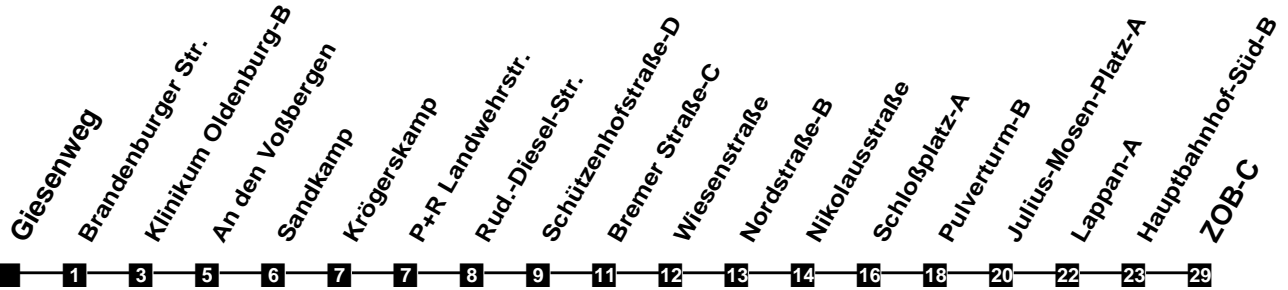 Giesenweg
Brandenburger Str.
Klinikum Oldenburg-B
An den Voßbergen
Sandkamp
Krögerskamp
P+R Landwehrstr.
Rud.-Diesel-Str.
Schützenhofstraße-D
Bremer Straße-C
Wiesenstraße
Nordstraße-B
Nikolausstraße
Schloßplatz-A
Pulverturm-B
Julius-Mosen-Platz-A
Lappan-A
Hauptbahnhof-Süd-B
ZOB-C
1 3 5 6 7 7 8 9 11 12 13 14 16 18 20 22 23 29